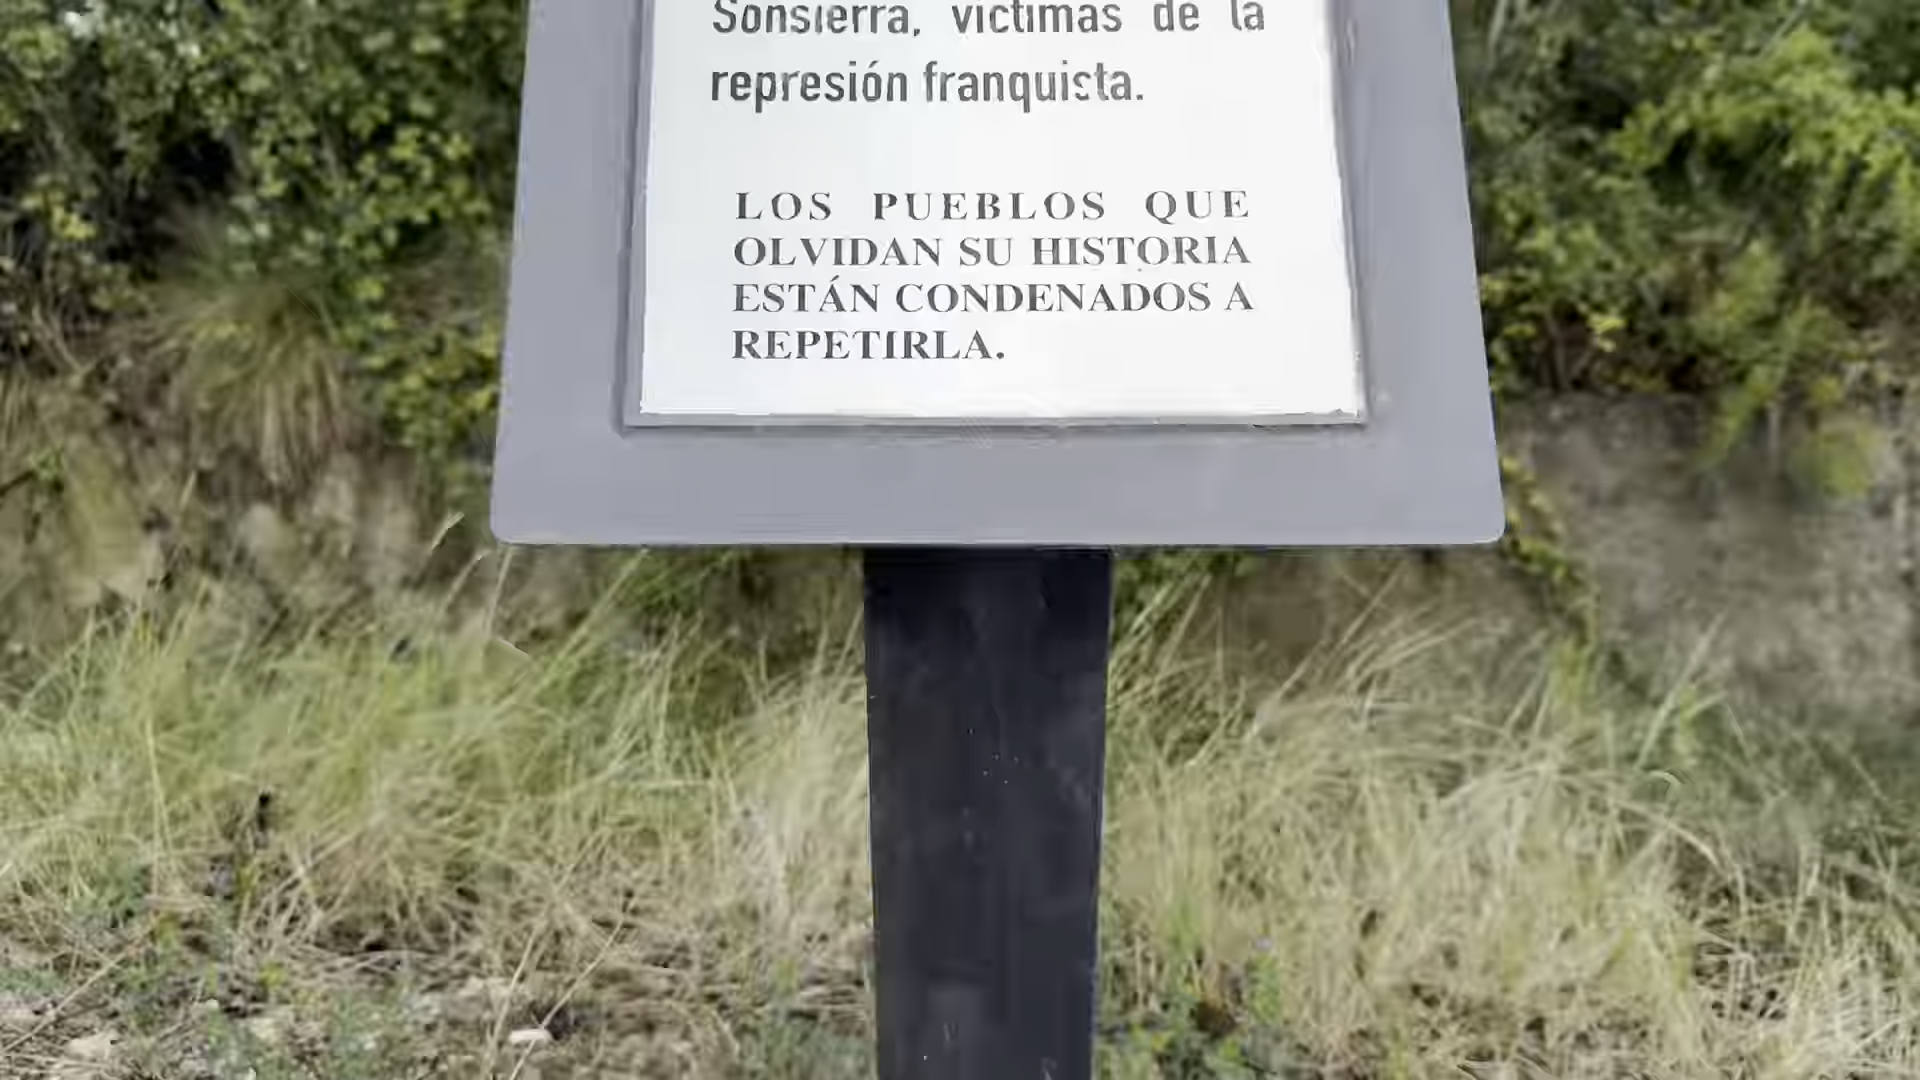 Sonsierra, víctimas de la
represión franquista.
LOS PUEBLOS QUE
OLVIDAN SU HISTORIA
ESTÁN CONDENADOS A
REPETIRLA.